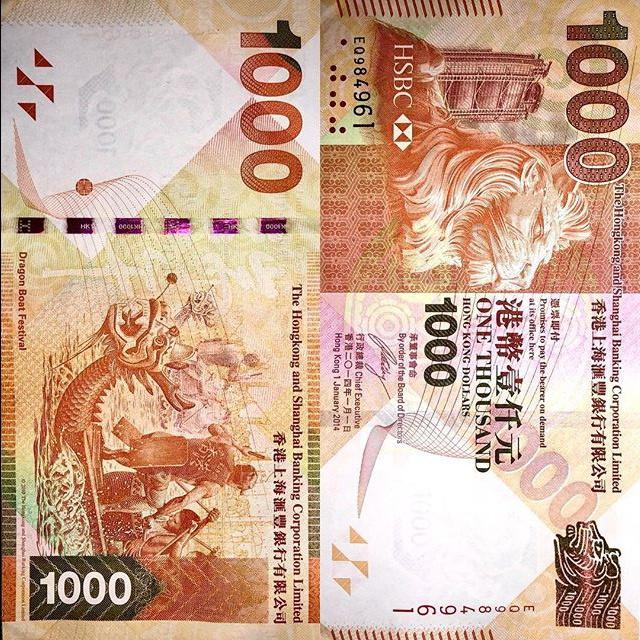 1000
HK1000
HK1000
Dragon Boat Festival
The Hongkong and Shanghai Banking Corporation Limited
香港上海滙豐銀行有限公司
1000
EQ984961
HSBC
1000
The Hongkong and Shanghai Banking Corporation Limited
香港上海滙豐銀行有限公司
憑票即付
Promises to pay the bearer on demand
at its office here
港幣壹仟元
ONE THOUSAND
HONG KONG DOLLARS
1000
承董事會命
By order of the Board of Directors
行政總裁 Chief Executive
香港二〇一四年一月一日
Hong Kong 1 January 2014
EQ984961